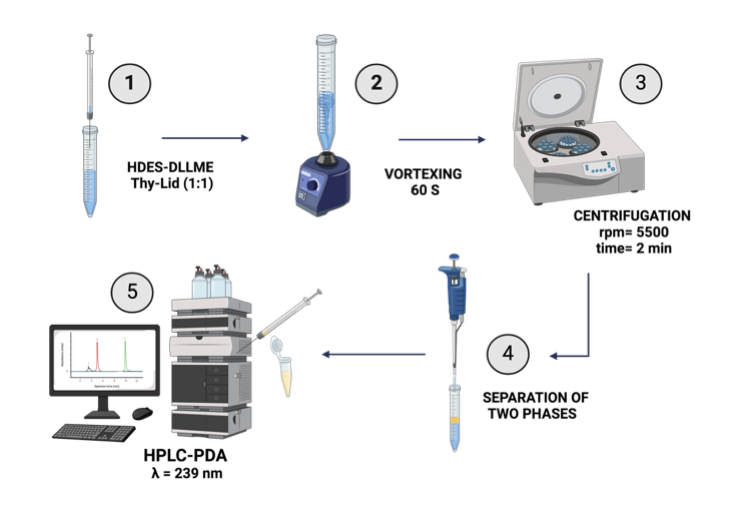 1
HDES-DLLME
Thy-Lid (1:1)
2
VORTEXING
60 S
3
CENTRIFUGATION
rpm= 5500
time= 2 min
4
SEPARATION OF
TWO PHASES
5
HPLC-PDA
λ = 239 nm